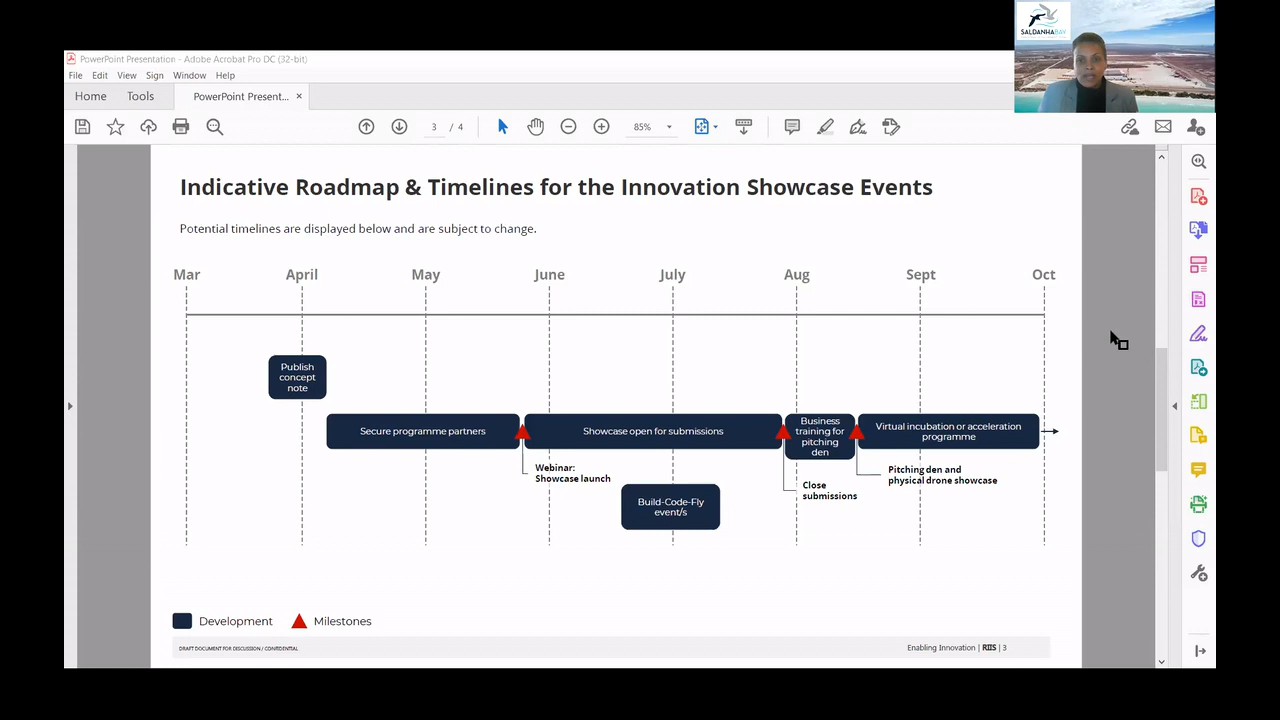 SALDANHABAY
PowerPoint Presentation - Adobe Acrobat Pro DC (32-bit)
File Edit View Sign Window Help
Home Tools PowerPoint Present... ×
3 / 4 85%
Indicative Roadmap & Timelines for the Innovation Showcase Events
Potential timelines are displayed below and are subject to change.
Mar April May June July Aug Sept Oct
Publish
concept
note
Secure programme partners
Showcase open for submissions
Business
training for
pitching
den
Virtual incubation or acceleration
programme
Webinar:
Showcase launch
Close
submissions
Pitching den and
physical drone showcase
Build-Code-Fly
event/s
Development Milestones
DRAFT DOCUMENT FOR DISCUSSION / CONFIDENTIAL
Enabling Innovation | RIIS | 3